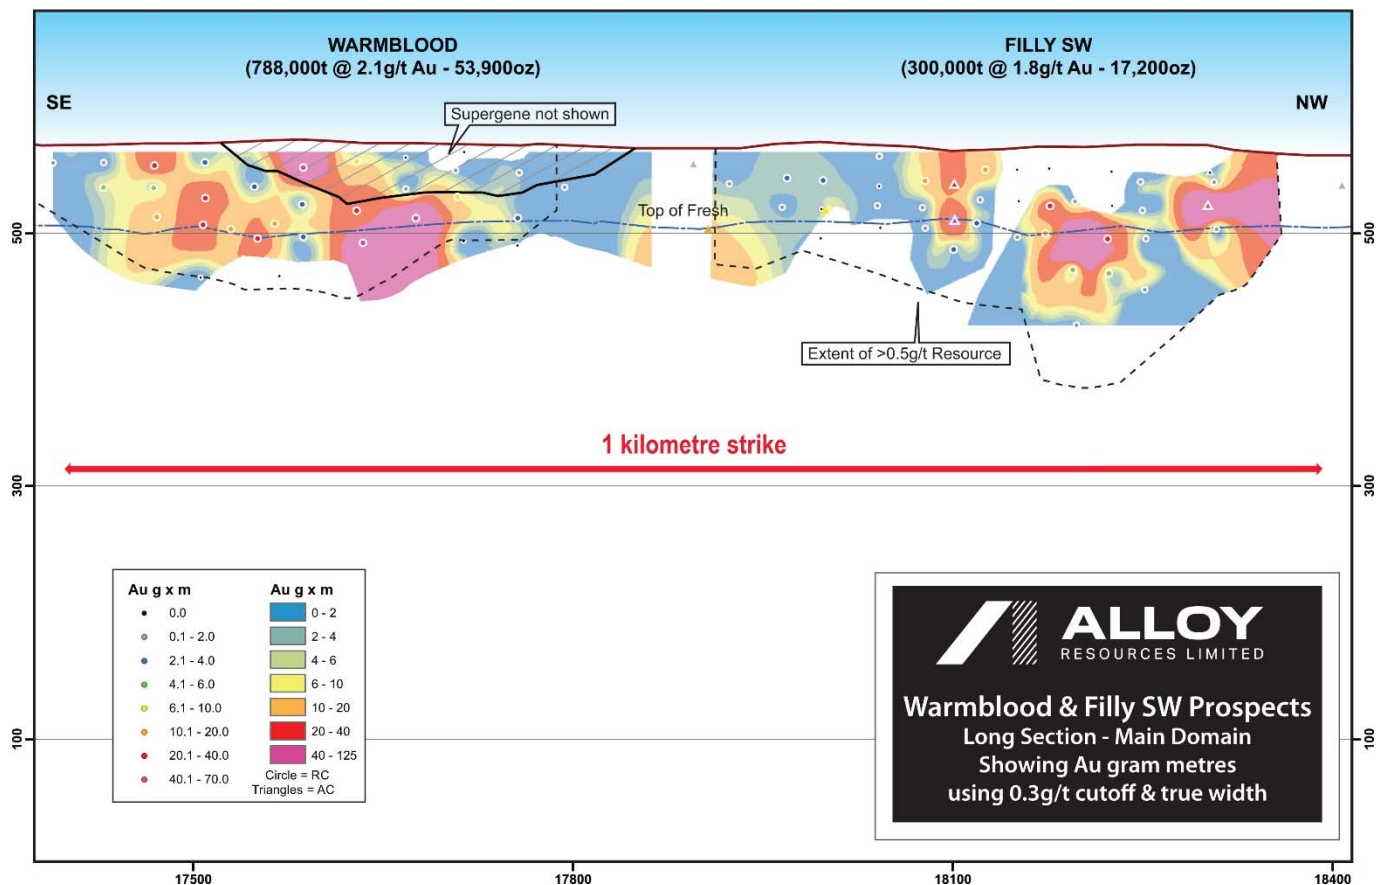 WARMBLOOD
(788,000t @ 2.1g/t Au - 53,900oz)
FILLY SW
(300,000t @ 1.8g/t Au - 17,200oz)
SE
NW
Supergene not shown
Top of Fresh
500
500
Extent of >0.5g/t Resource
1 kilometre strike
300
300
Au g x m
0.0
0.1 - 2.0
2.1 - 4.0
4.1 - 6.0
6.1 - 10.0
10.1 - 20.0
20.1 - 40.0
40.1 - 70.0
Au g x m
0 - 2
2 - 4
4 - 6
6 - 10
10 - 20
20 - 40
40 - 125
Circle = RC
Triangles = AC
ALLOY
RESOURCES LIMITED
Warmblood & Filly SW Prospects
Long Section - Main Domain
Showing Au gram metres
using 0.3g/t cutoff & true width
100
100
17500
17800
18100
18400